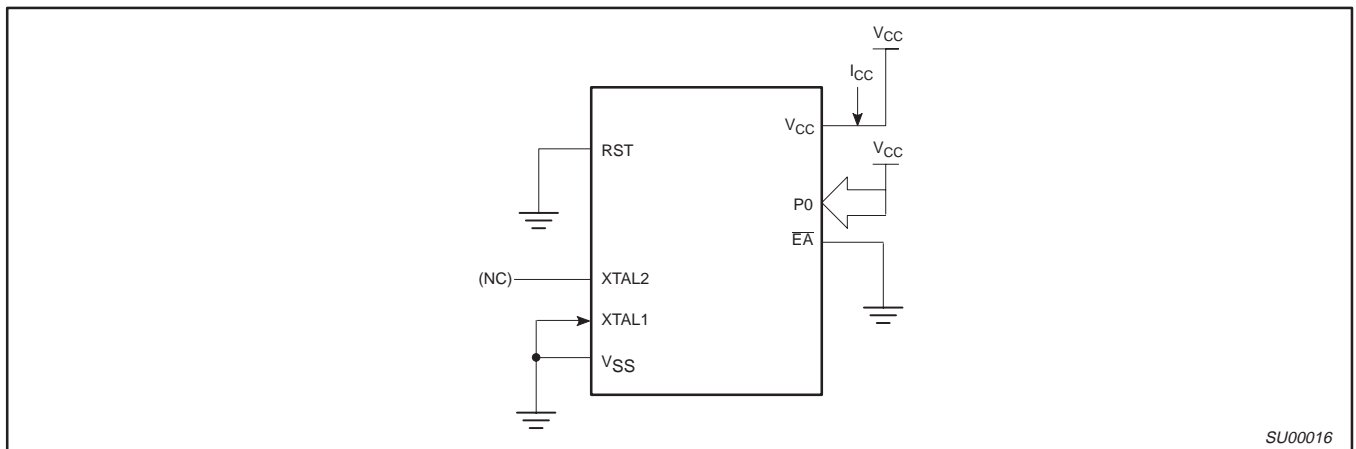 VCC
ICC
VCC
RST
VCC
P0
EA
(NC)
XTAL2
XTAL1
VSS
SU00016